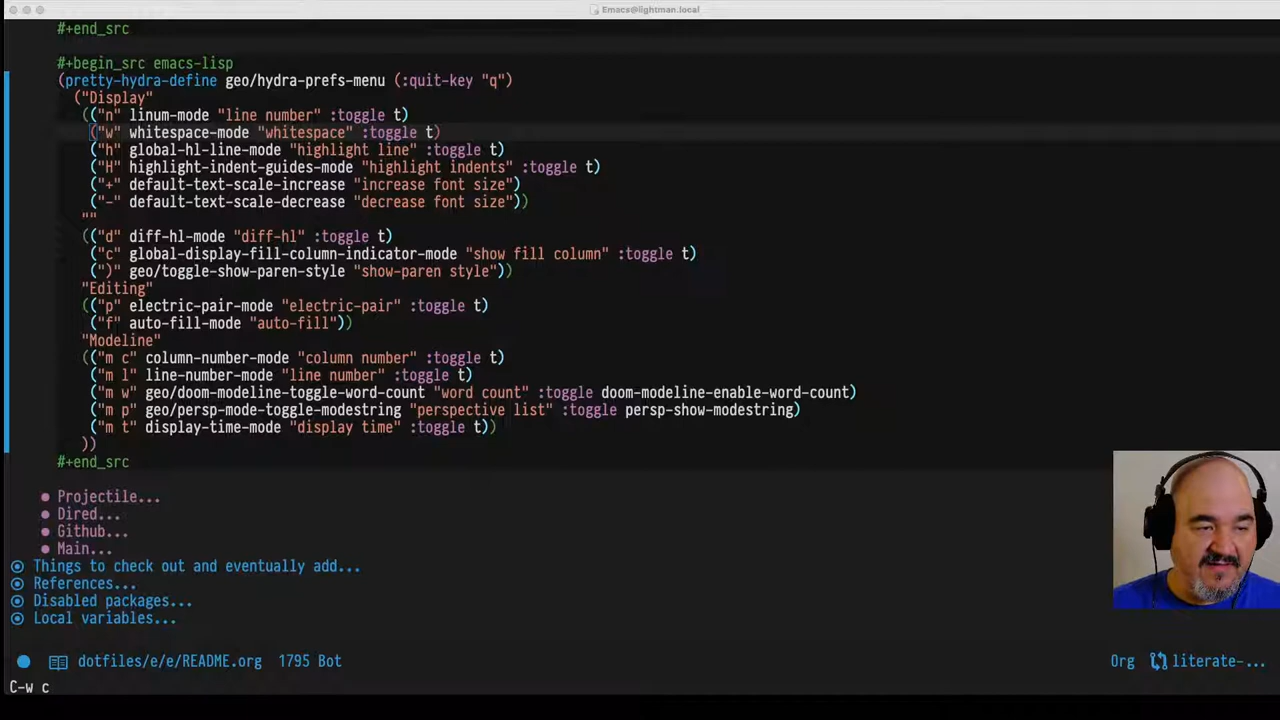 Emacs@lightman.local
#+end_src
#+begin_src emacs-lisp
(pretty-hydra-define geo/hydra-prefs-menu (:quit-key "q")
("Display"
(("n" linum-mode "line number" :toggle t)
("w" whitespace-mode "whitespace" :toggle t)
("h" global-hl-line-mode "highlight line" :toggle t)
("H" highlight-indent-guides-mode "highlight indents" :toggle t)
("+" default-text-scale-increase "increase font size")
("-" default-text-scale-decrease "decrease font size"))
""
(("d" diff-hl-mode "diff-hl" :toggle t)
("c" global-display-fill-column-indicator-mode "show fill column" :toggle t)
(")" geo/toggle-show-paren-style "show-paren style"))
"Editing"
(("p" electric-pair-mode "electric-pair" :toggle t)
("f" auto-fill-mode "auto-fill"))
"Modeline"
(("m c" column-number-mode "column number" :toggle t)
("m l" line-number-mode "line number" :toggle t)
("m w" geo/doom-modeline-toggle-word-count "word count" :toggle doom-modeline-enable-word-count)
("m p" geo/persp-mode-toggle-modestring "perspective list" :toggle persp-show-modestring)
("m t" display-time-mode "display time" :toggle t))
))
#+end_src
Projectile...
Dired...
Github...
Main...
Things to check out and eventually add...
References...
Disabled packages...
Local variables...
dotfiles/e/e/README.org 1795 Bot Org literate-...
C-w c